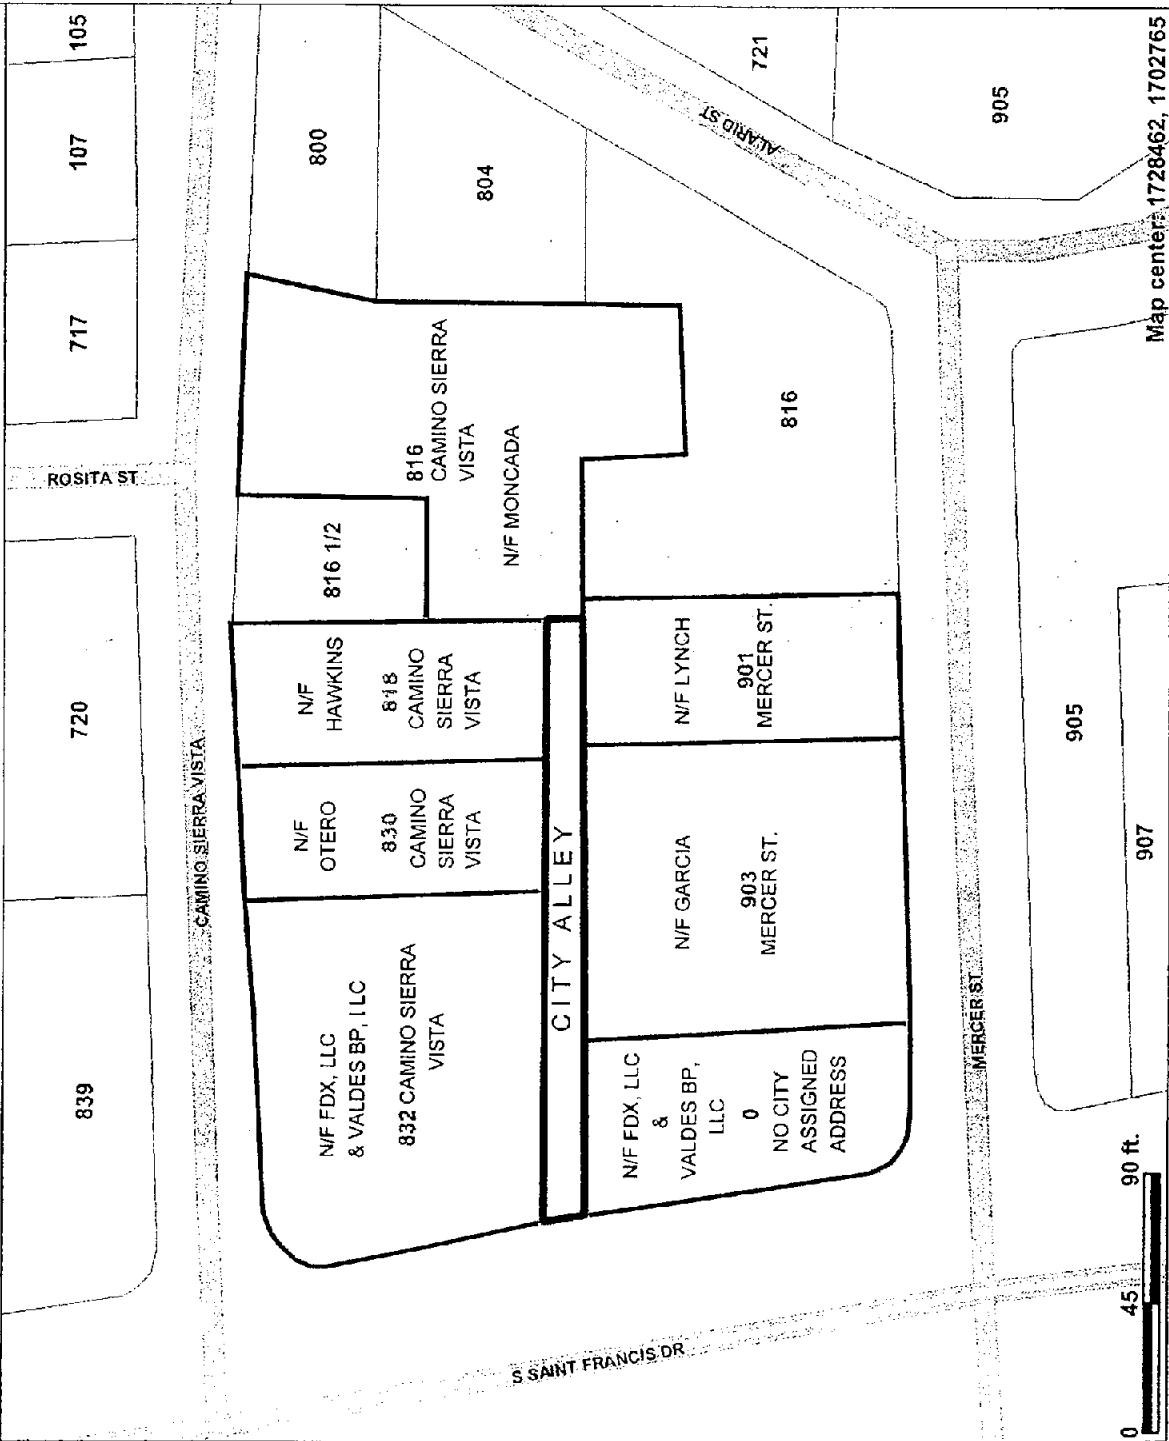 839
720
717
107
105
ROSITA ST
CAMINO SIERRA VISTA
N/F FDX, LLC
& VALDES BP, LLC
832 CAMINO SIERRA
VISTA
N/F
OTERO
830
CAMINO
SIERRA
VISTA
N/F
HAWKINS
818
CAMINO
SIERRA
VISTA
816 1/2
816
CAMINO SIERRA
VISTA
N/F MONCADA
800
804
721
ALARID ST
905
CITY ALLEY
N/F FDX, LLC
&
VALDES BP,
LLC
0
NO CITY
ASSIGNED
ADDRESS
N/F GARCIA
903
MERCER ST.
N/F LYNCH
901
MERCER ST.
816
S SAINT FRANCIS DR
MERCER ST
905
907
0 45 90 ft.
Map center: 1728462, 1702765